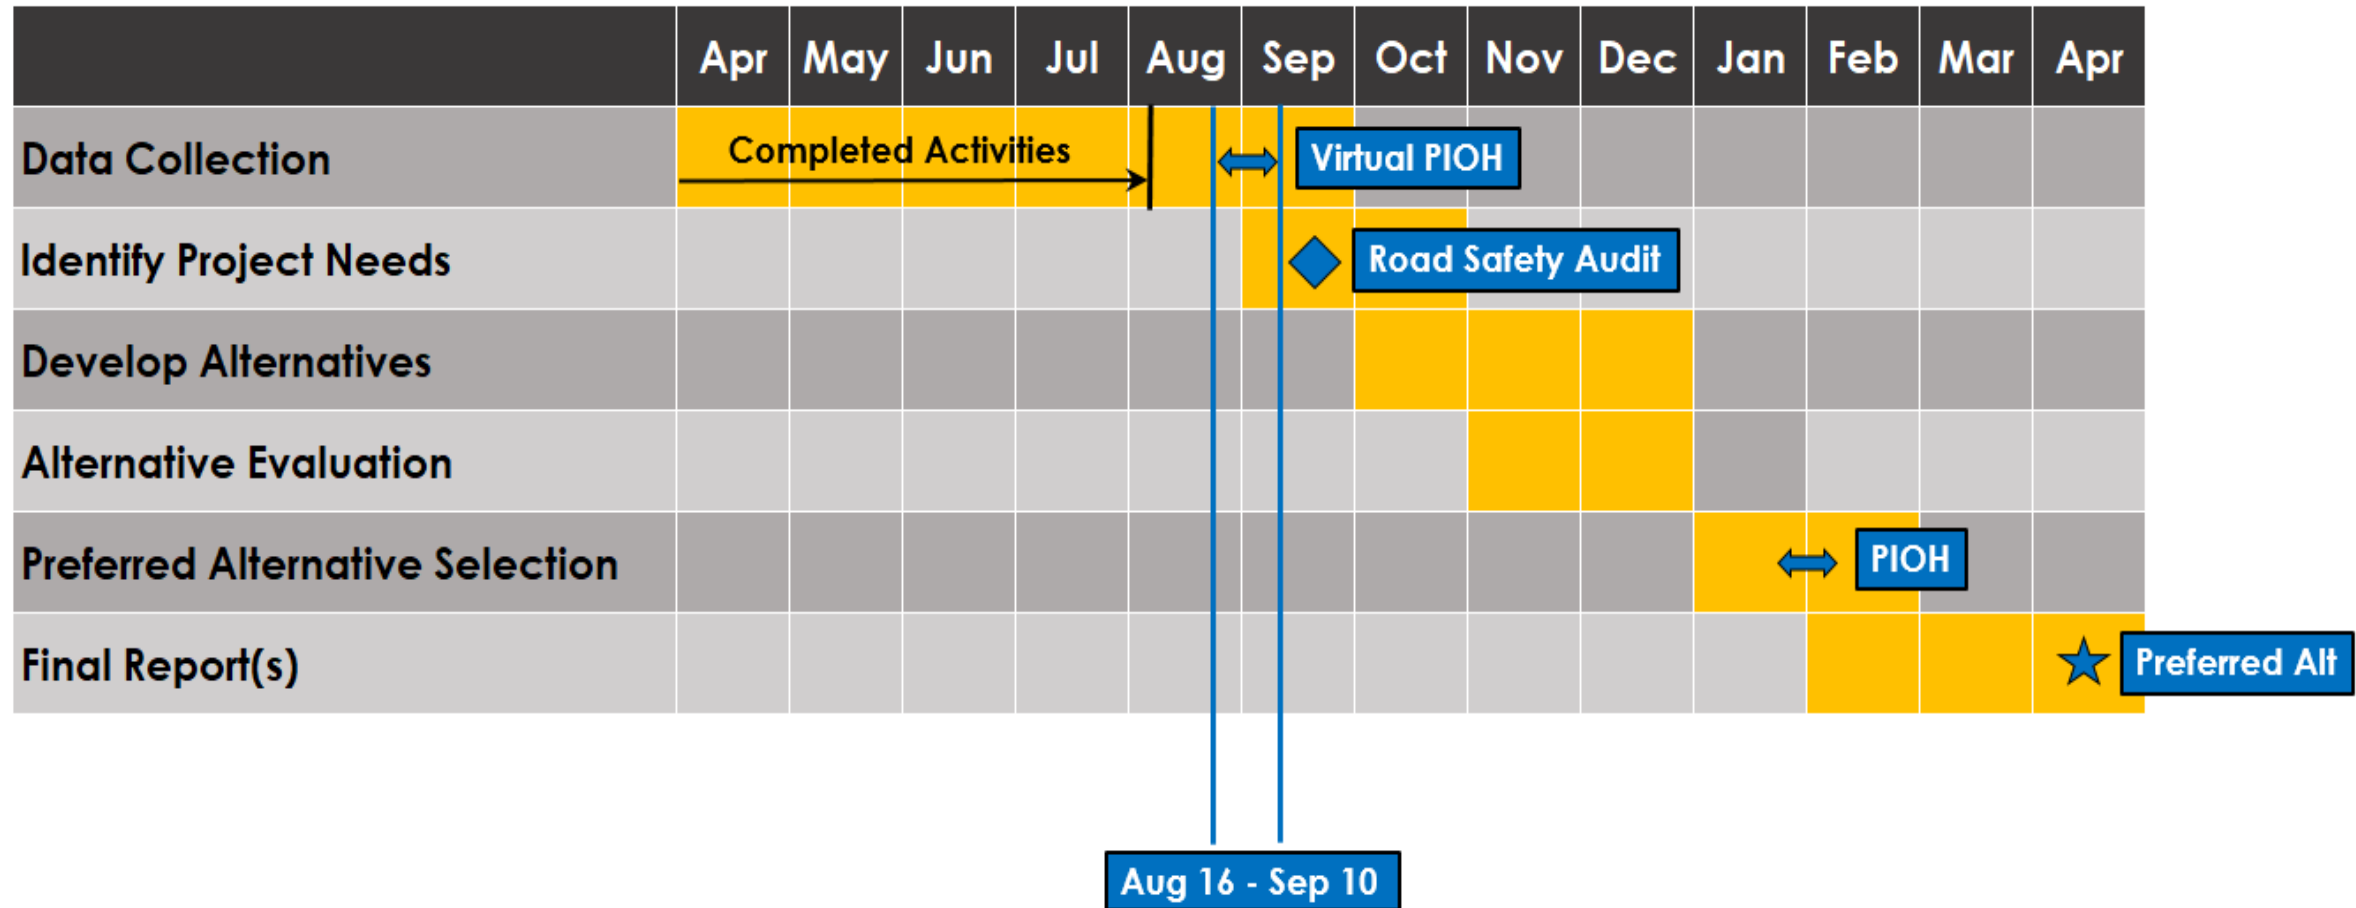 Apr May Jun Jul Aug Sep Oct Nov Dec Jan Feb Mar Apr
Data Collection
Completed Activities
Virtual PIOH
Identify Project Needs
Road Safety Audit
Develop Alternatives
Alternative Evaluation
Preferred Alternative Selection
PIOH
Final Report(s)
Preferred Alt
Aug 16 - Sep 10